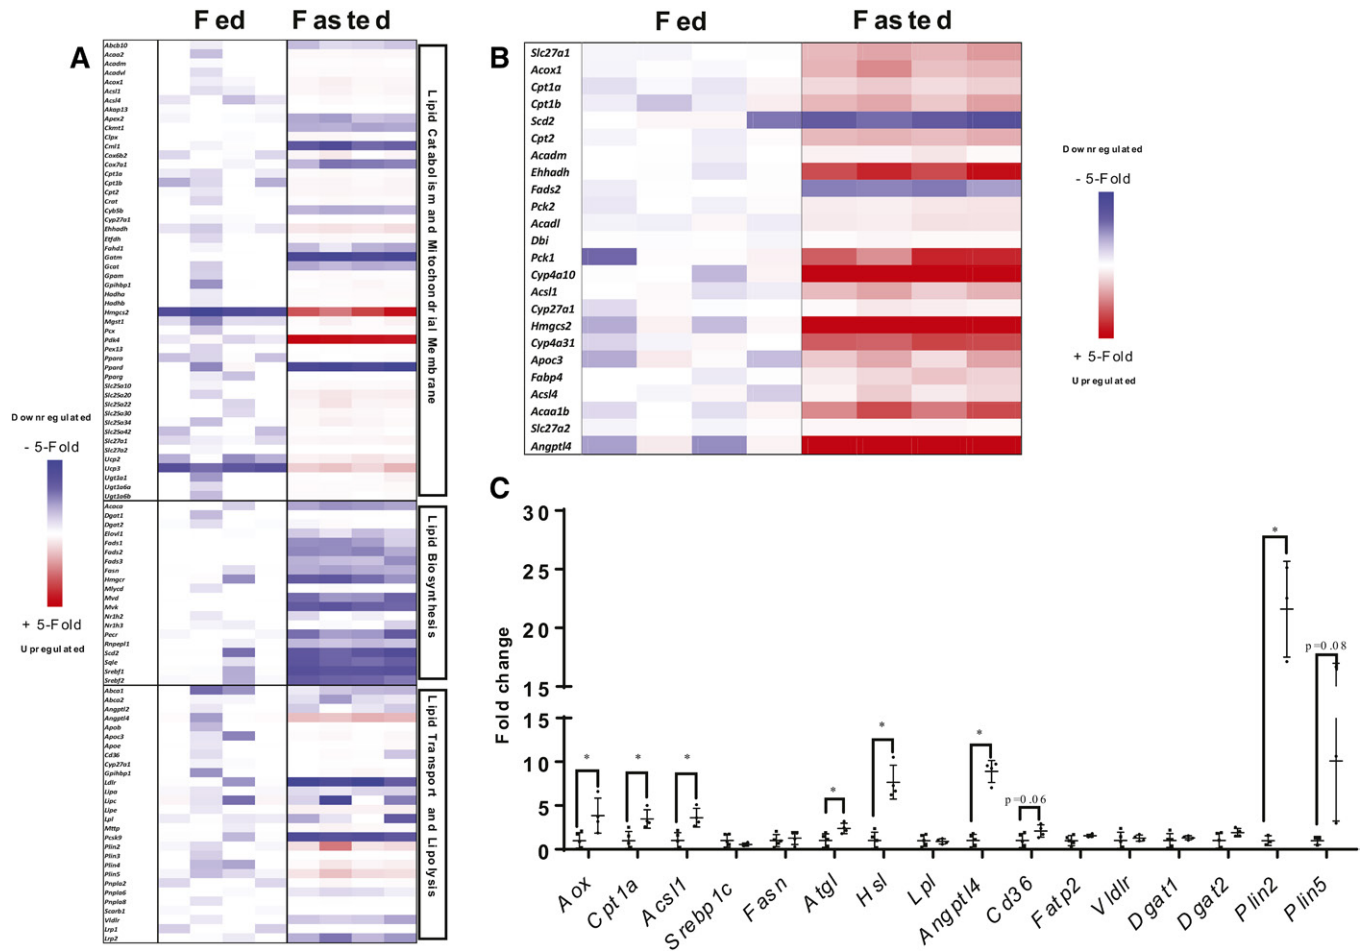 Fed Fasted
A
Abcb10
Acaa2
Acadm
Acadvl
Acox1
Acsl1
Acsl4
Akap13
Apex2
Ckmt1
Clpx
Cml1
Cox6b2
Cox7a1
Cpt1a
Cpt1b
Cpt2
Crat
Cyb5b
Cyp27a1
Ehhadh
Etfdh
Fahd1
Gatm
Gcat
Gpam
Gpihbp1
Hadha
Hadhb
Hmgcs2
Mgst1
Pcx
Pdk4
Pex13
Ppara
Ppard
Pparg
Slc25a10
Slc25a20
Slc25a22
Slc25a30
Slc25a34
Slc25a42
Slc27a1
Slc27a2
Ucp2
Ucp3
Ugt1a1
Ugt1a6a
Ugt1a6b
Lipid Catabolism and Mitochondrial Membrane
Acaca
Dgat1
Dgat2
Elovl1
Fads1
Fads2
Fads3
Fasn
Hmgcr
Mlycd
Mvd
Mvk
Nr1h2
Nr1h3
Pecr
Rnpepl1
Scd2
Sqle
Srebf1
Srebf2
Lipid Biosynthesis
Abca1
Abca2
Angptl2
Angptl4
Apob
Apoc3
Apoe
Cd36
Cyp27a1
Gpihbp1
Ldlr
Lipa
Lipc
Lipe
Lpl
Mttp
Pcsk9
Plin2
Plin3
Plin4
Plin5
Pnpla2
Pnpla6
Pnpla8
Scarb1
Vldlr
Lrp1
Lrp2
Lipid Transport and Lipolysis
Downregulated
- 5-Fold
+ 5-Fold
Upregulated
Fed Fasted
B
Slc27a1
Acox1
Cpt1a
Cpt1b
Scd2
Cpt2
Acadm
Ehhadh
Fads2
Pck2
Acadl
Dbi
Pck1
Cyp4a10
Acsl1
Cyp27a1
Hmgcs2
Cyp4a31
Apoc3
Fabp4
Acsl4
Acaa1b
Slc27a2
Angptl4
Downregulated
- 5-Fold
+ 5-Fold
Upregulated
C
Fold change
30
25
20
15
15
10
5
0
*
*
*
*
*
*
p=0.06
*
p=0.08
Aox
Cpt1a
Acsl1
Srebp1c
Fasn
Atgl
Hsl
Lpl
Angptl4
Cd36
Fatp2
Vldlr
Dgat1
Dgat2
Plin2
Plin5